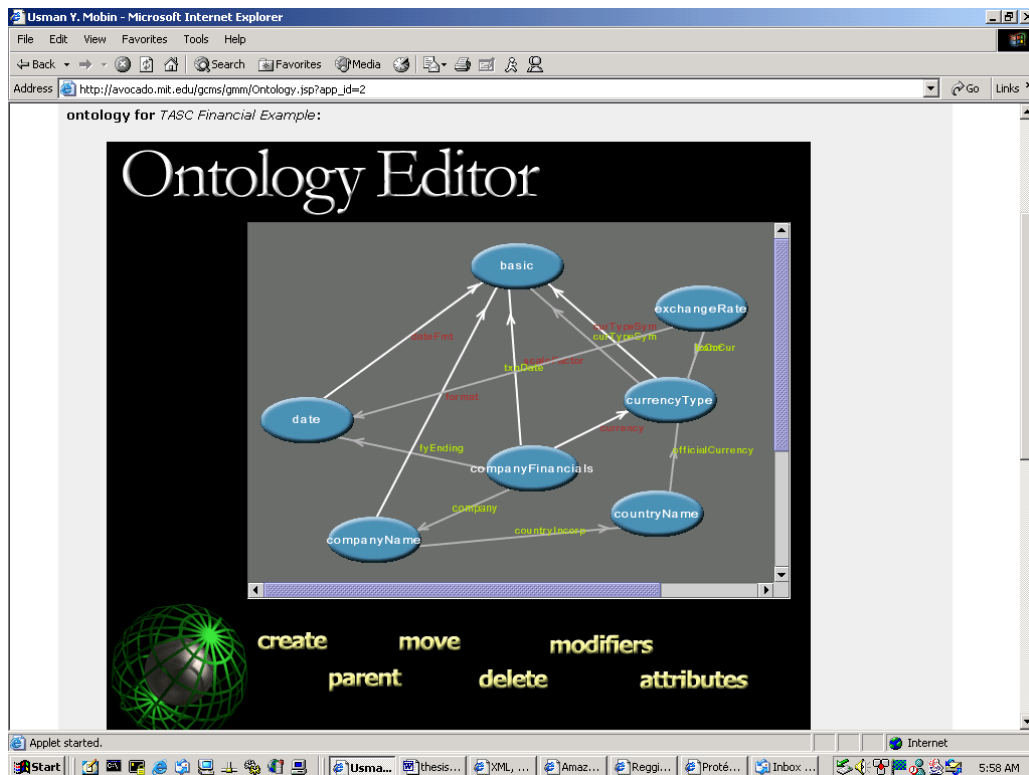 Usman Y. Mobin - Microsoft Internet Explorer
File Edit View Favorites Tools Help
Back Search Favorites Media
Address http://avocado.mit.edu/gcms/gmm/Ontology.jsp?app_id=2 Go Links
ontology for TASC Financial Example:
Ontology Editor
basic
exchangeRate
curTypeSym
dateFmt
curTypeSym
scaleFactor
txnDate
format
currencyType
date
currency
fyEnding
officialCurrency
companyFinancials
company
countryName
countryIncorp
companyName
create move modifiers
parent delete attributes
Applet started. Internet
Start Usma... thesis... XML, ... Amaz... Reggi... Proté... Inbox ... 5:58 AM